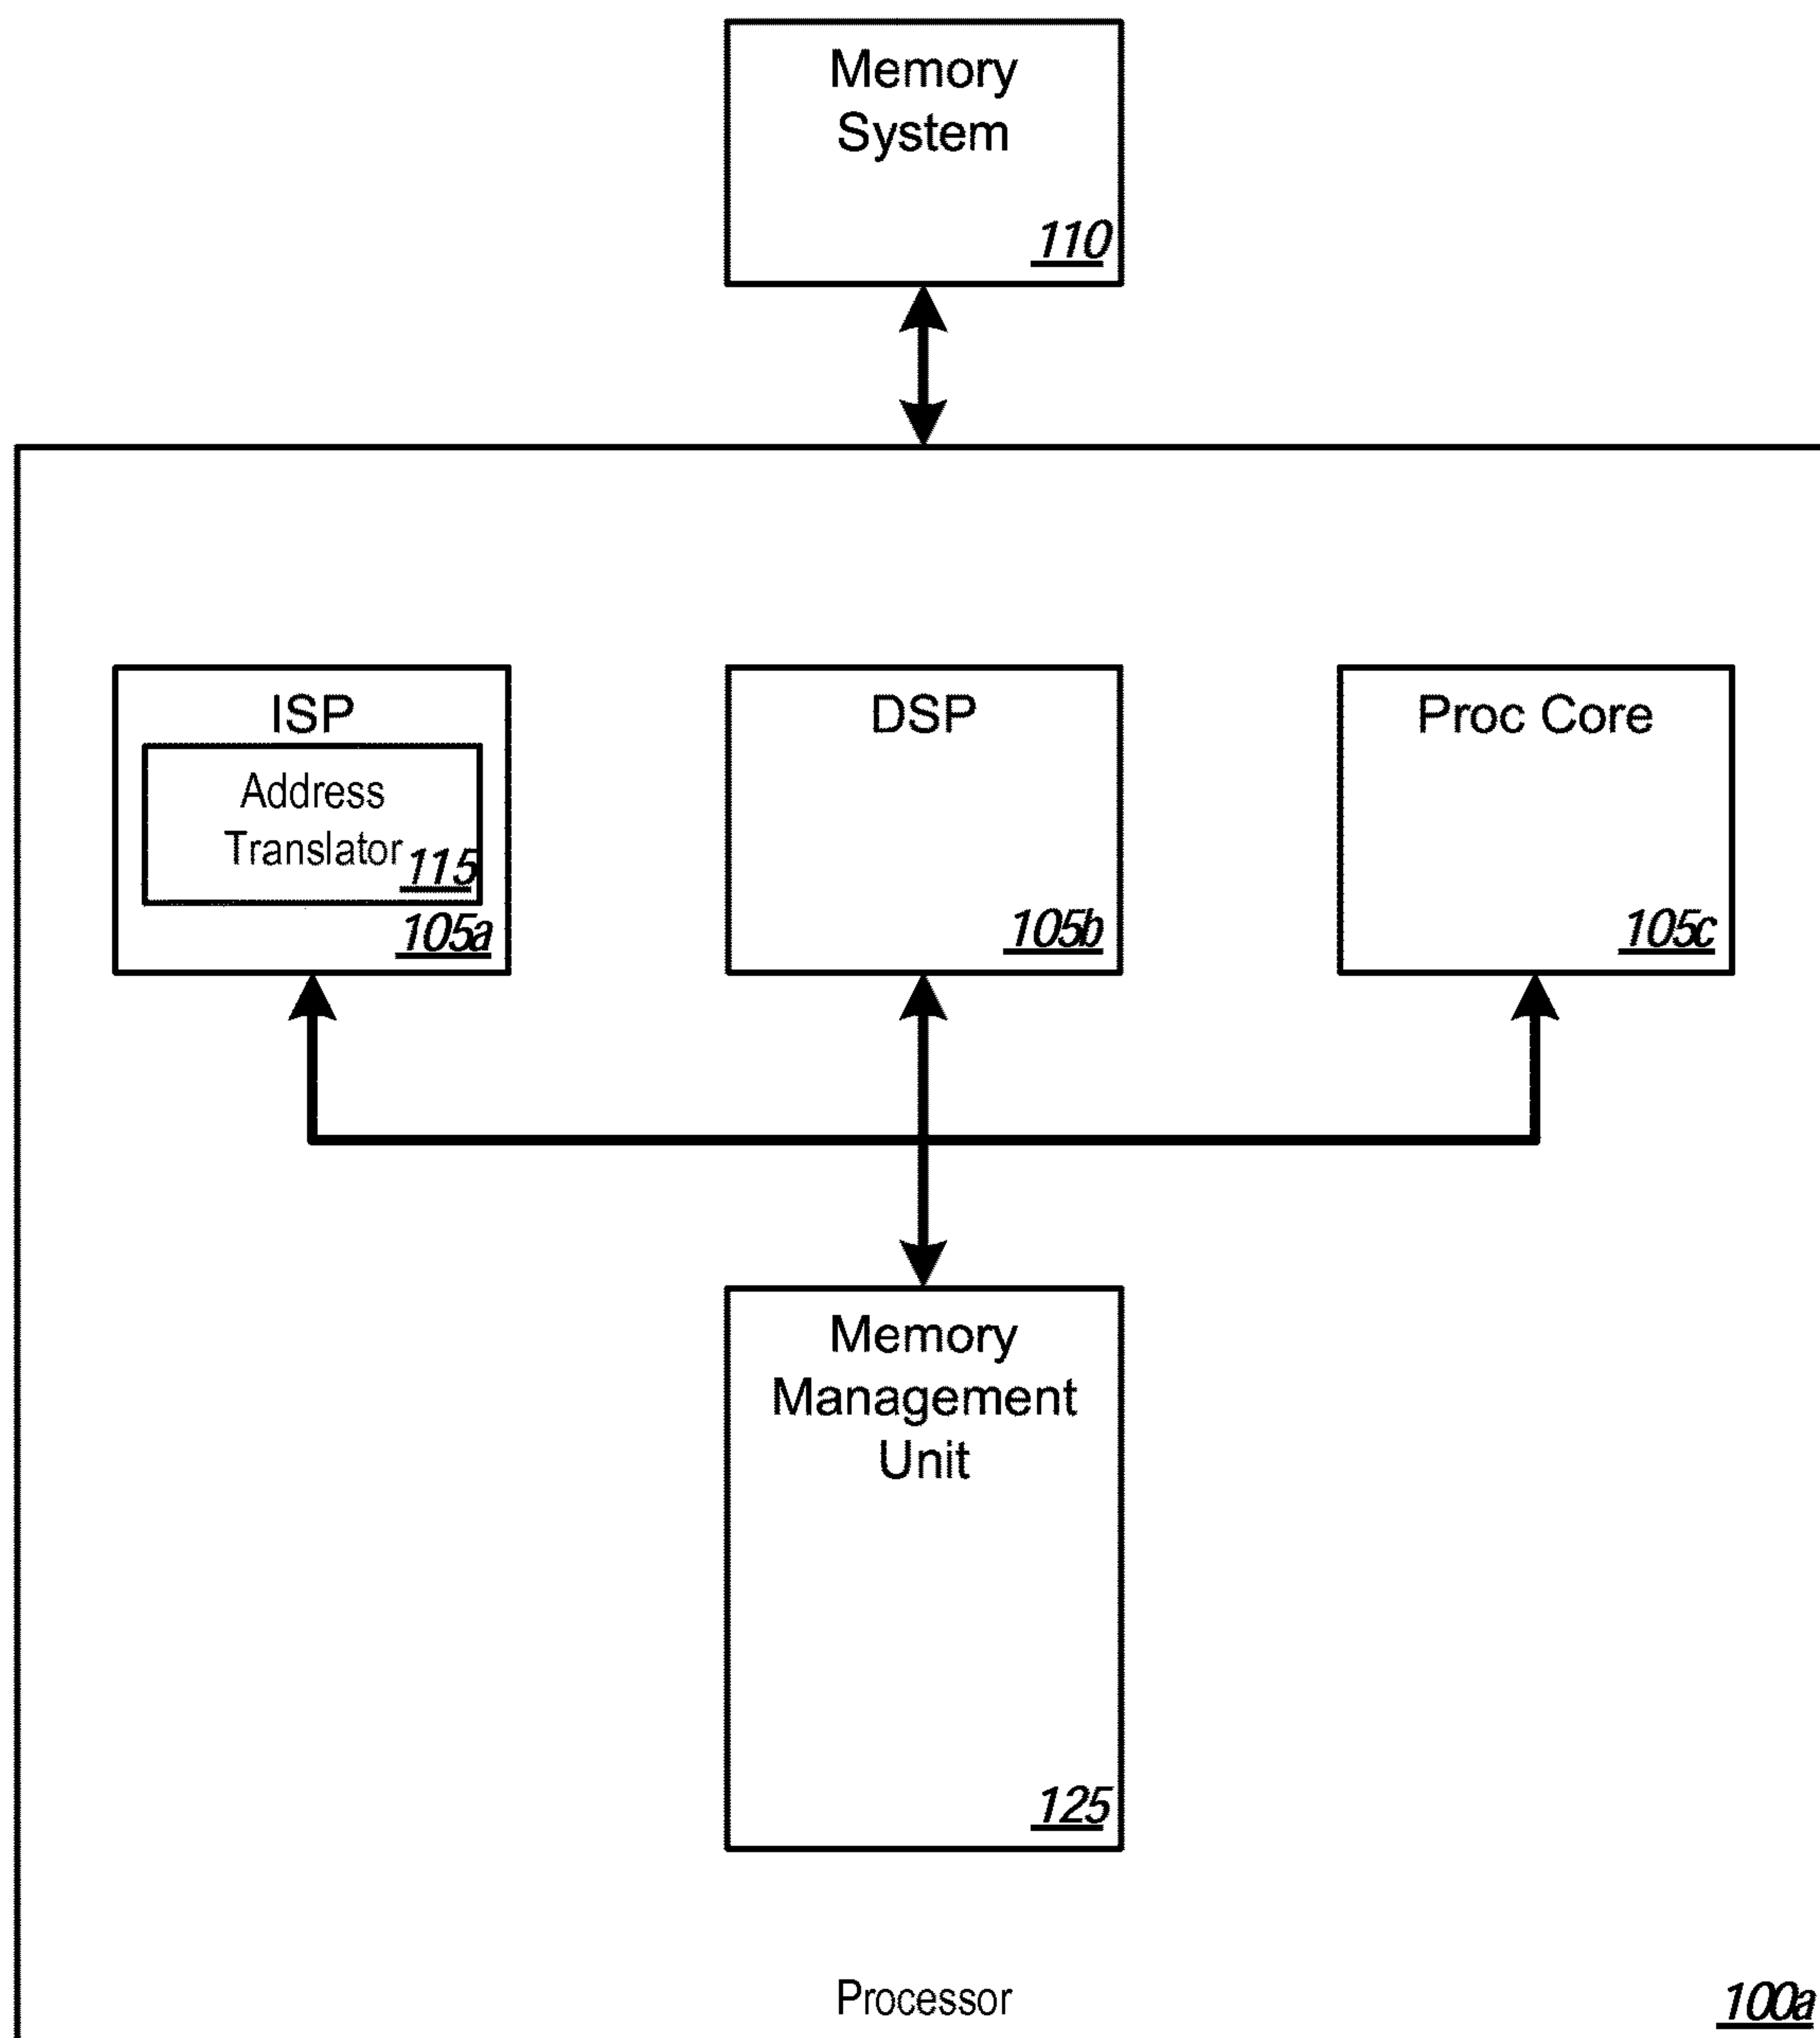 Memory
System
110
ISP
Address
Translator
115
105a
DSP
105b
Proc Core
105c
Memory
Management
Unit
125
Processor
100a